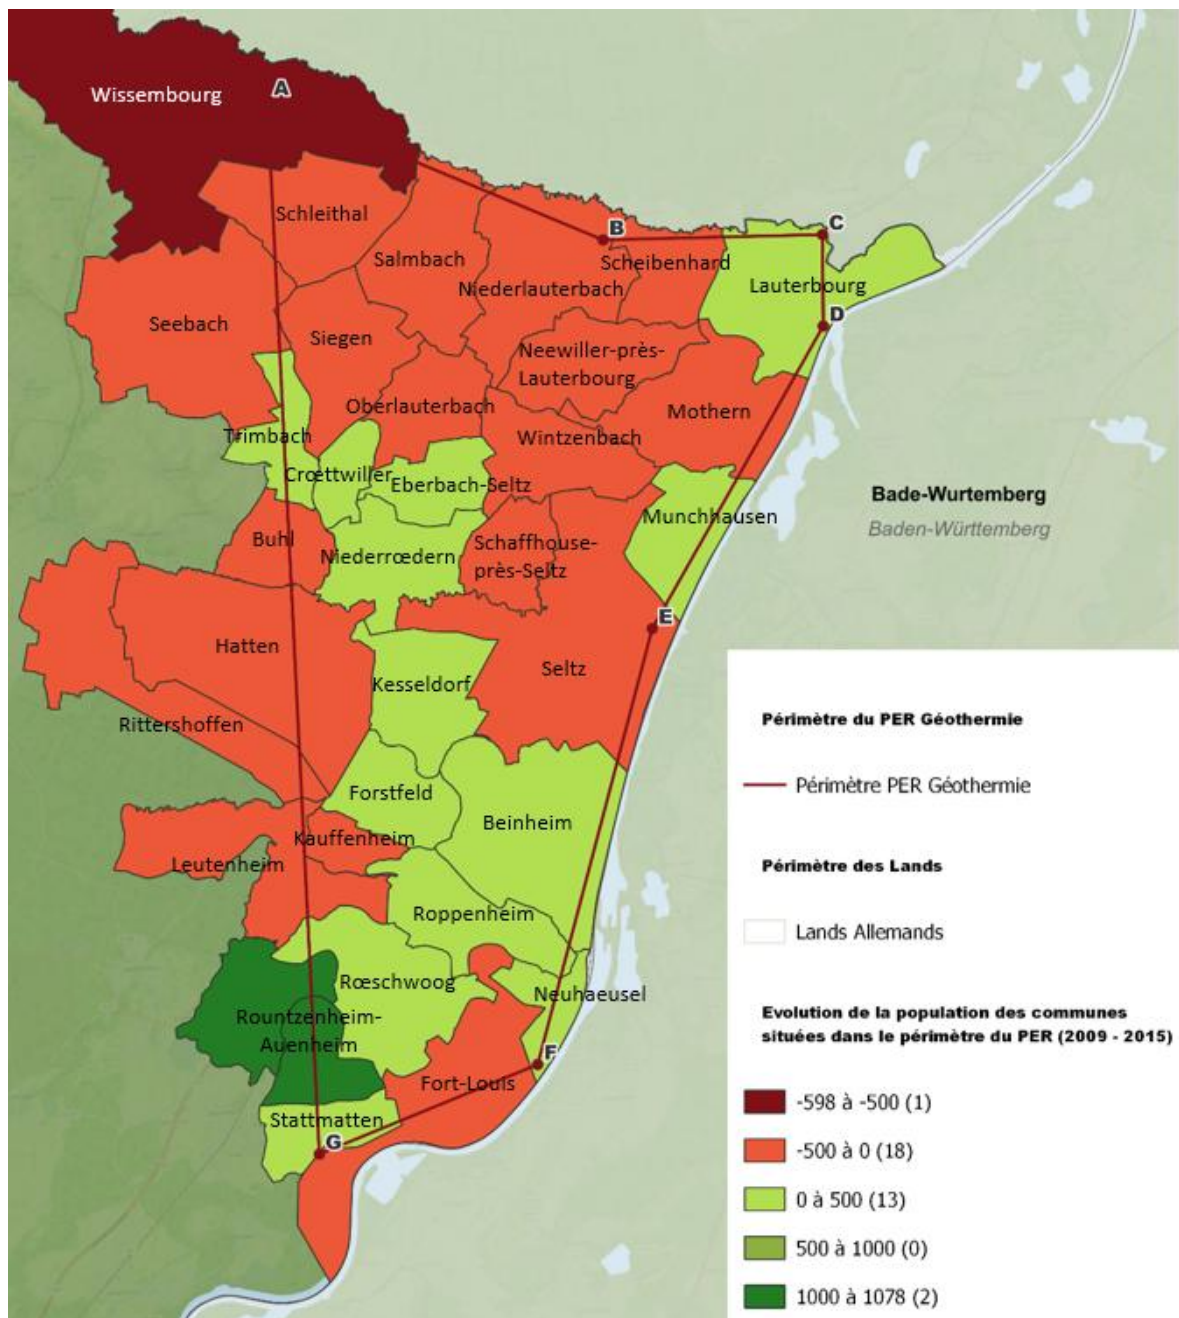 Wissembourg
A
Schleithal
Salmbach
B
C
Scheibenhard
Niederlauterbach
Lauterbourg
D
Seebach
Siegen
Neewiller-près-
Lauterbourg
Oberlauterbach
Mothern
Trimbach
Wintzenbach
Crœttwiller
Eberbach-Seltz
Bade-Wurtemberg
Baden-Württemberg
Munchhausen
Buhl
Niederrœdern
Schaffhouse-
près-Seltz
E
Hatten
Seltz
Kesseldorf
Rittershoffen
Forstfeld
Beinheim
Kauffenheim
Leutenheim
Roppenheim
Rœschwoog
Neuhaeusel
Rountzenheim-
Auenheim
F
Fort-Louis
Stattmatten
G
Périmètre du PER Géothermie
Périmètre PER Géothermie
Périmètre des Lands
Lands Allemands
Evolution de la population des communes
situées dans le périmètre du PER (2009 - 2015)
-598 à -500 (1)
-500 à 0 (18)
0 à 500 (13)
500 à 1000 (0)
1000 à 1078 (2)